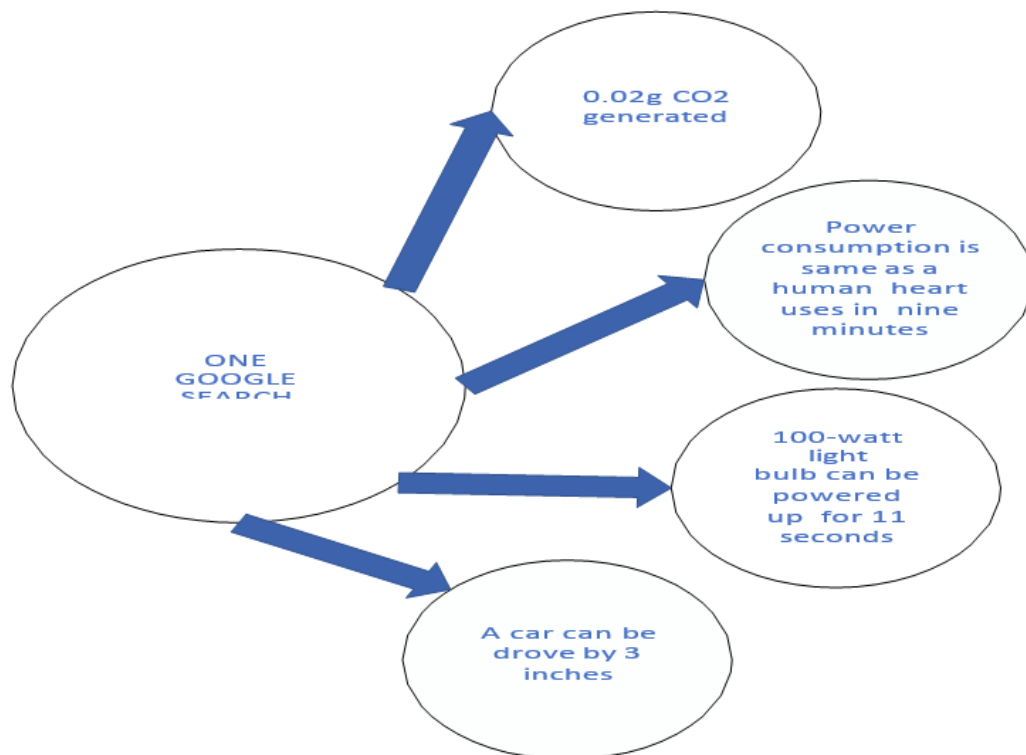 0.02g CO2
generated
Power
consumption is
same as a
human heart
uses in nine
minutes
ONE
GOOGLE
SEARCH
100-watt
light
bulb can be
powered
up for 11
seconds
A car can be
drove by 3
inches